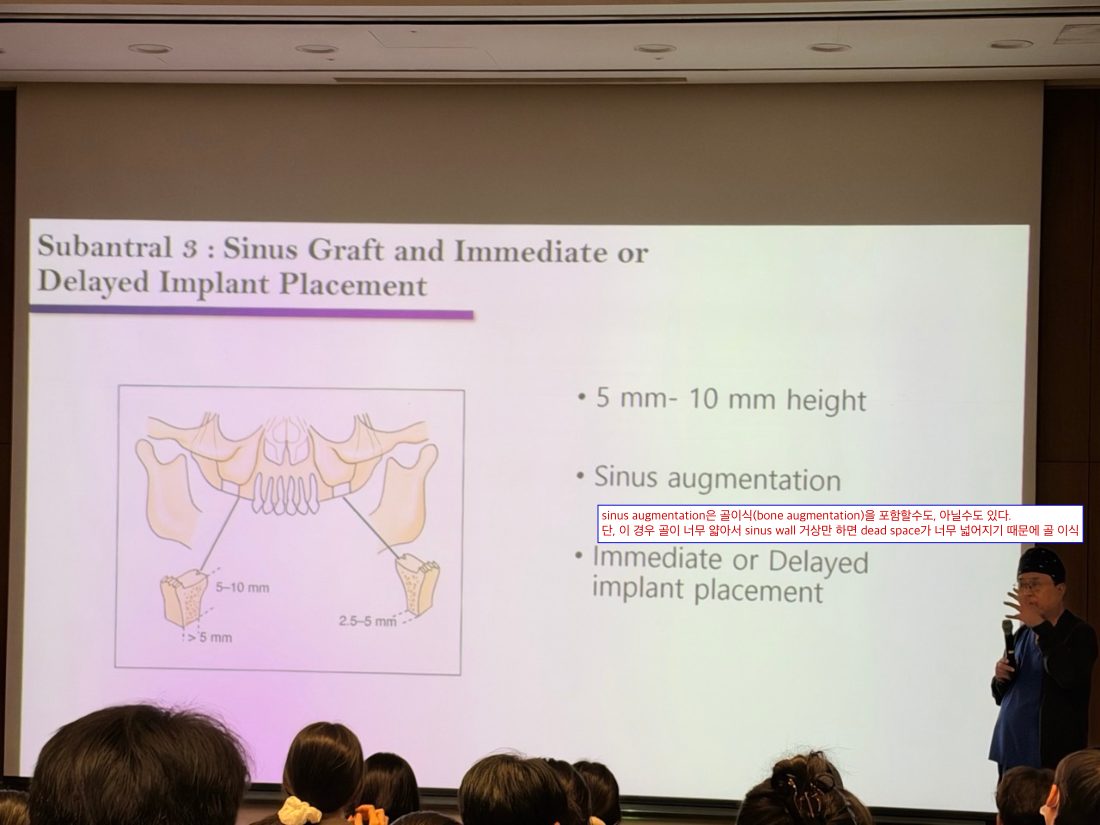 Subantral 3 : Sinus Graft and Immediate or
Delayed Implant Placement
5–10 mm
> 5 mm
2.5–5 mm
• 5 mm- 10 mm height
• Sinus augmentation
sinus augmentation은 골이식(bone augmentation)을 포함할수도, 아닐수도 있다.
단, 이 경우 골이 너무 얇아서 sinus wall 거상만 하면 dead space가 너무 넓어지기 때문에 골 이식
• Immediate or Delayed
implant placement